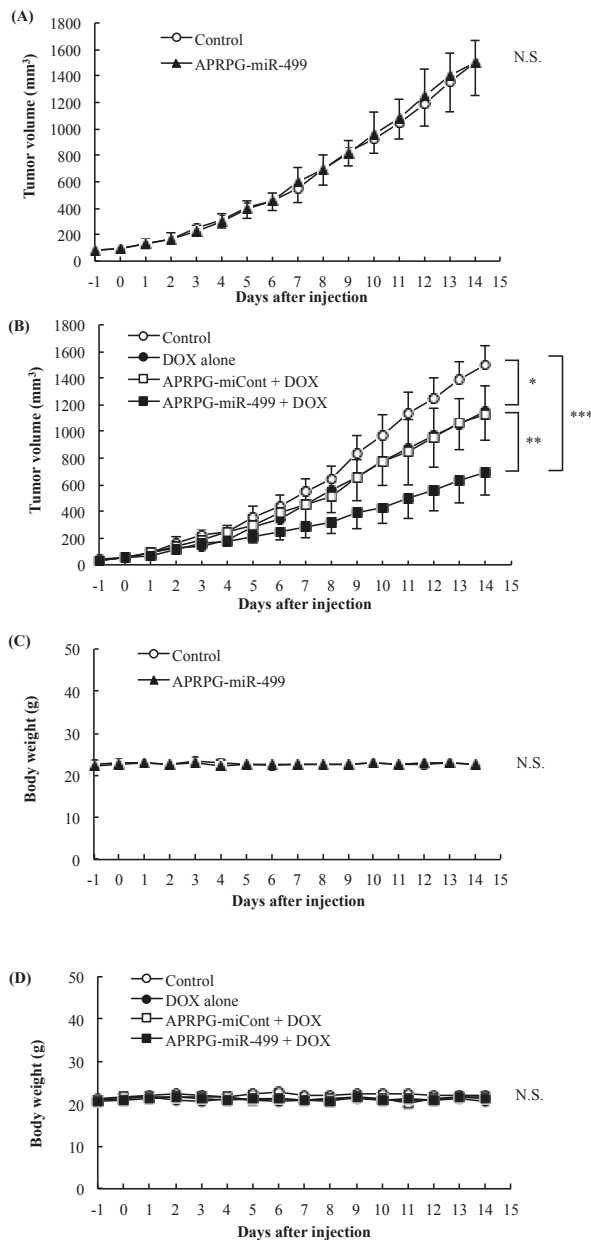 (A)
1800
1600
1400
1200
1000
800
600
400
200
0
Tumor volume (mm³)
Control
APRPG-miR-499
N.S.
-1 0 1 2 3 4 5 6 7 8 9 10 11 12 13 14 15
Days after injection
(B)
1800
1600
1400
1200
1000
800
600
400
200
0
Tumor volume (mm³)
Control
DOX alone
APRPG-miCont + DOX
APRPG-miR-499 + DOX
*
**
***
-1 0 1 2 3 4 5 6 7 8 9 10 11 12 13 14 15
Days after injection
(C)
50
40
30
20
10
0
Body weight (g)
Control
APRPG-miR-499
N.S.
-1 0 1 2 3 4 5 6 7 8 9 10 11 12 13 14 15
Days after injection
(D)
50
40
30
20
10
0
Body weight (g)
Control
DOX alone
APRPG-miCont + DOX
APRPG-miR-499 + DOX
N.S.
-1 0 1 2 3 4 5 6 7 8 9 10 11 12 13 14 15
Days after injection